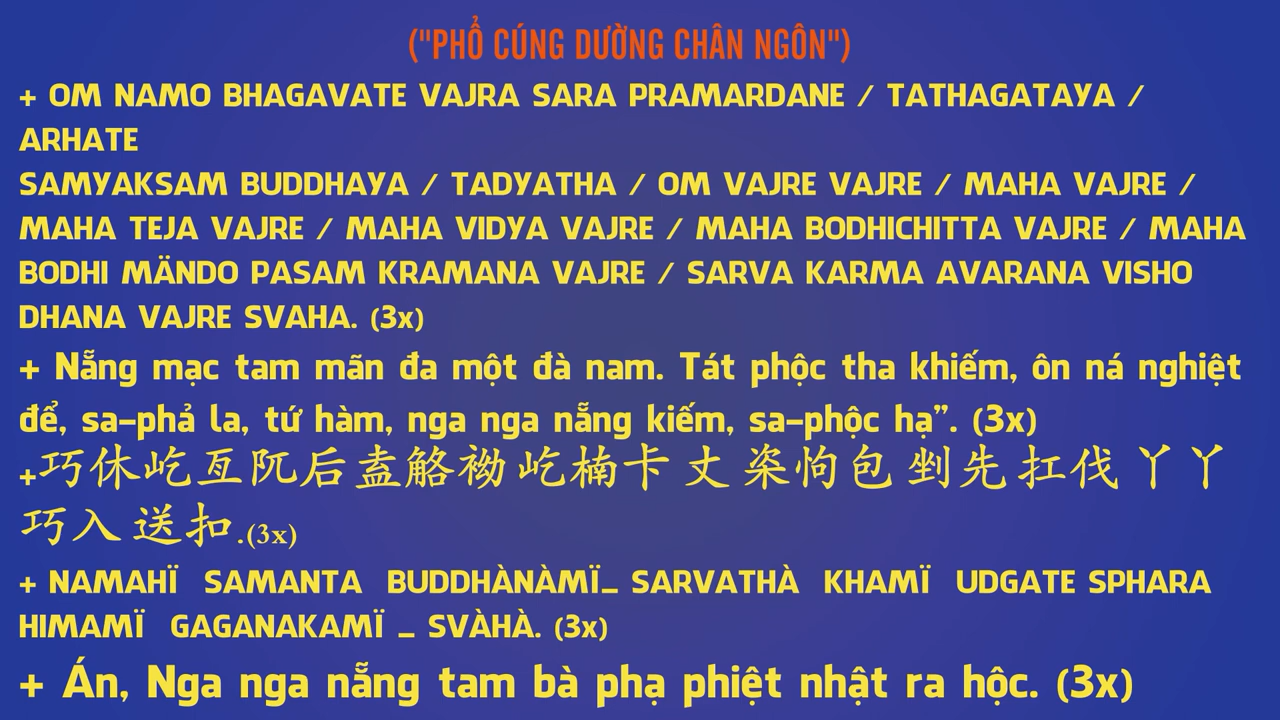 ("PHỔ CÚNG DƯỜNG CHÂN NGÔN")
+ OM NAMO BHAGAVATE VAJRA SARA PRAMARDANE / TATHAGATAYA /
ARHATE
SAMYAKSAM BUDDHAYA / TADYATHA / OM VAJRE VAJRE / MAHA VAJRE /
MAHA TEJA VAJRE / MAHA VIDYA VAJRE / MAHA BODHICHITTA VAJRE / MAHA
BODHI MÄNDO PASAM KRAMANA VAJRE / SARVA KARMA AVARANA VISHO
DHANA VAJRE SVAHA. (3x)
+ Nẵng mạc tam mãn đa một đà nam. Tát phộc tha khiếm, ôn ná nghiệt
để, sa-phả la, tứ hàm, nga nga nẵng kiếm, sa-phộc hạ”. (3x)
+巧休屹亙阢后盍觡袎 屹楠卡 丈 桼怐包 剉先 扛伐 丫丫
巧入 送扣.(3x)
+ NAMAHÏ SAMANTA BUDDHÀNÀMÏ_ SARVATHÀ KHAMÏ UDGATE SPHARA
HIMAMÏ GAGANAKAMÏ _ SVÀHÀ. (3x)
+ Án, Nga nga nẵng tam bà phạ phiệt nhật ra hộc. (3x)